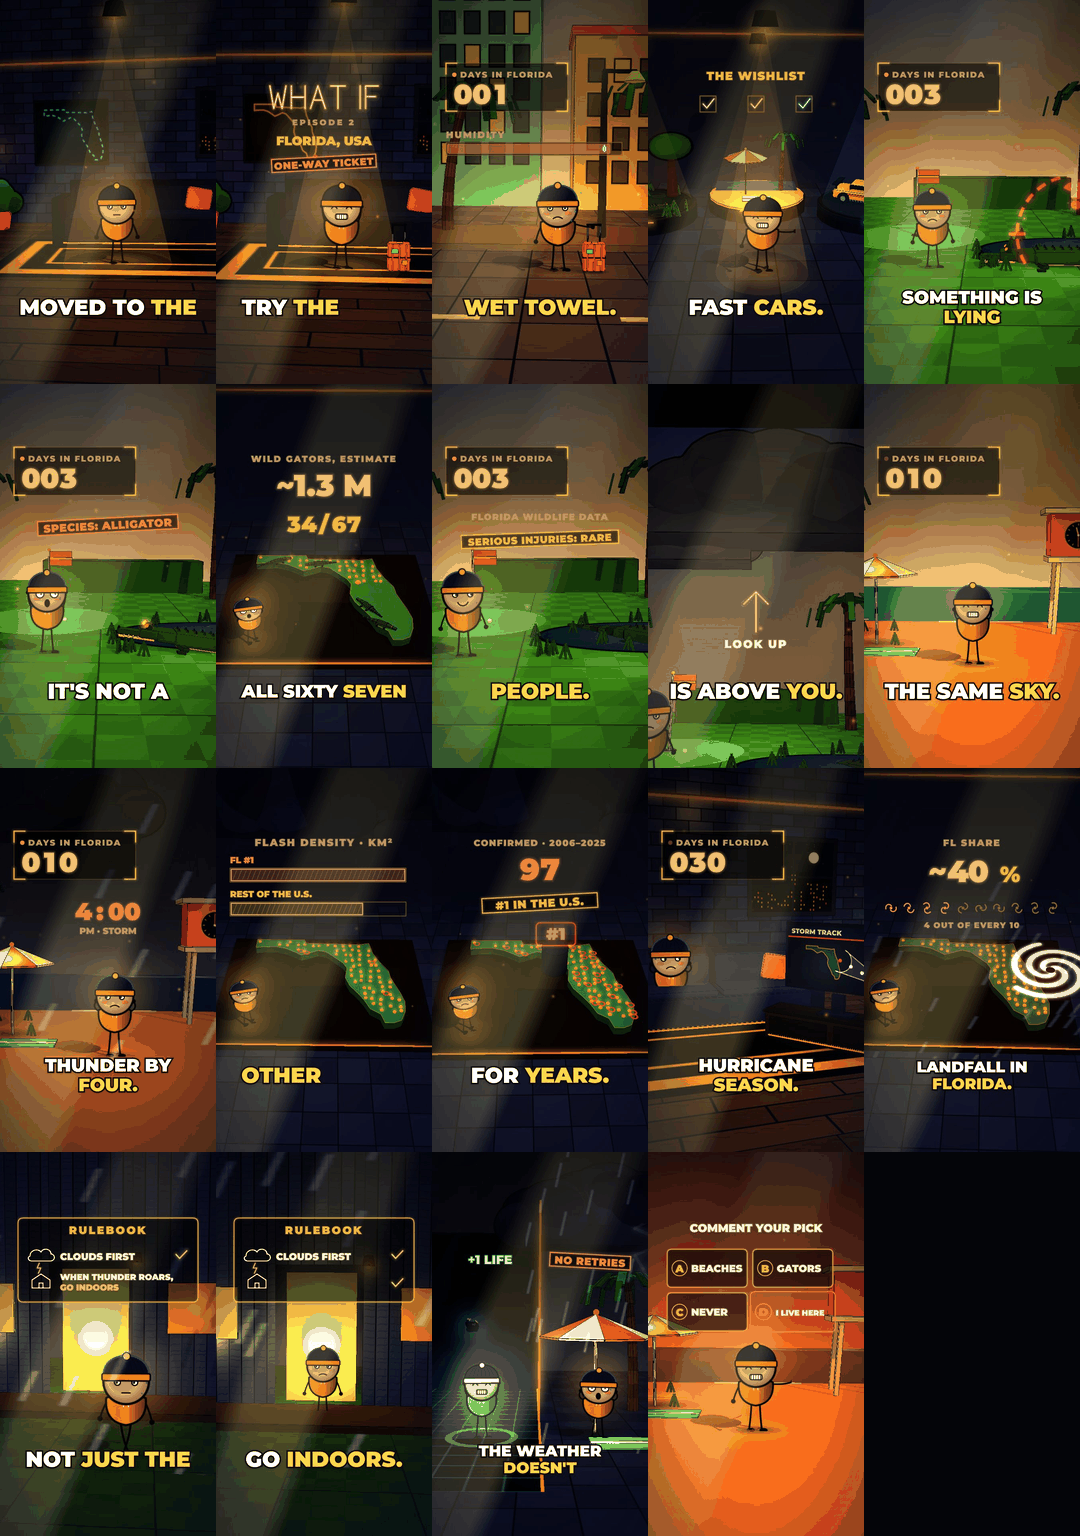 MOVED TO THE
WHAT IF
EPISODE 2
FLORIDA, USA
ONE-WAY TICKET
TRY THE
DAYS IN FLORIDA
001
HUMIDITY
WET TOWEL.
THE WISHLIST
FAST CARS.
DAYS IN FLORIDA
003
SOMETHING IS
LYING
DAYS IN FLORIDA
003
SPECIES: ALLIGATOR
IT'S NOT A
WILD GATORS, ESTIMATE
~1.3 M
34/67
ALL SIXTY SEVEN
DAYS IN FLORIDA
003
FLORIDA WILDLIFE DATA
SERIOUS INJURIES: RARE
PEOPLE.
LOOK UP
IS ABOVE YOU.
DAYS IN FLORIDA
010
THE SAME SKY.
DAYS IN FLORIDA
010
4:00
PM • STORM
THUNDER BY
FOUR.
FLASH DENSITY • KM²
FL #1
REST OF THE U.S.
OTHER
CONFIRMED • 2006-2025
97
#1 IN THE U.S.
#1
FOR YEARS.
DAYS IN FLORIDA
030
STORM TRACK
HURRICANE
SEASON.
FL SHARE
~40 %
4 OUT OF EVERY 10
LANDFALL IN
FLORIDA.
RULEBOOK
CLOUDS FIRST
WHEN THUNDER ROARS,
GO INDOORS
NOT JUST THE
RULEBOOK
CLOUDS FIRST
GO INDOORS.
+1 LIFE
NO RETRIES
THE WEATHER
DOESN'T
COMMENT YOUR PICK
A BEACHES
B GATORS
C NEVER
D I LIVE HERE